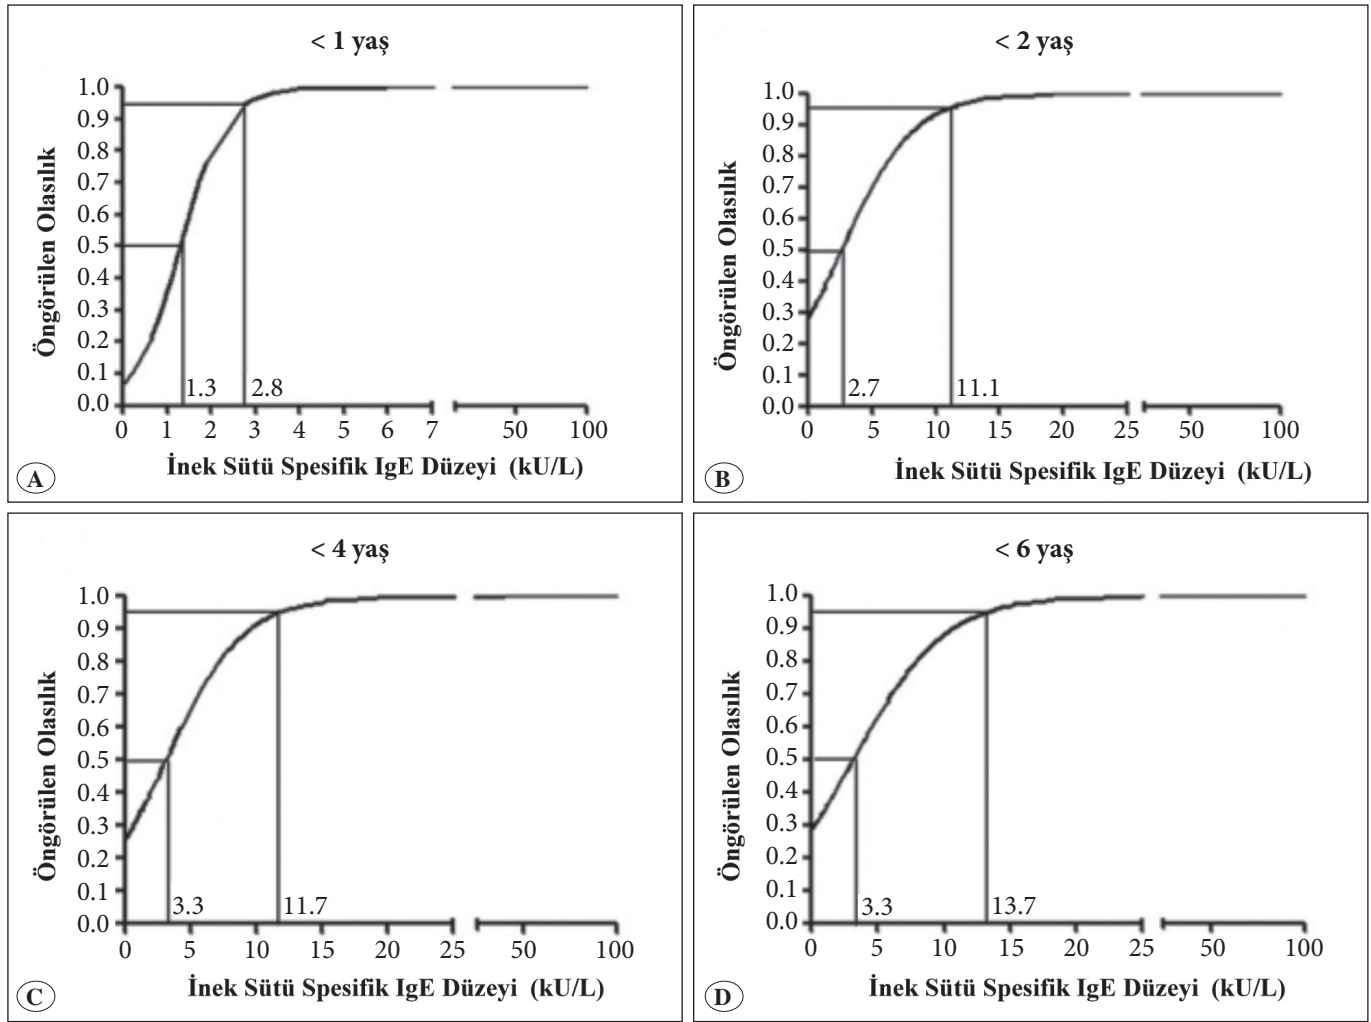 < 1 yaş
Öngörülen Olasılık
1.0
0.9
0.8
0.7
0.6
0.5
0.4
0.3
0.2
0.1
0.0
1.3 2.8
0 1 2 3 4 5 6 7 50 100
İnek Sütü Spesifik IgE Düzeyi (kU/L)
A
< 2 yaş
Öngörülen Olasılık
1.0
0.9
0.8
0.7
0.6
0.5
0.4
0.3
0.2
0.1
0.0
2.7 11.1
0 5 10 15 20 25 50 100
İnek Sütü Spesifik IgE Düzeyi (kU/L)
B
< 4 yaş
Öngörülen Olasılık
1.0
0.9
0.8
0.7
0.6
0.5
0.4
0.3
0.2
0.1
0.0
3.3 11.7
0 5 10 15 20 25 50 100
İnek Sütü Spesifik IgE Düzeyi (kU/L)
C
< 6 yaş
Öngörülen Olasılık
1.0
0.9
0.8
0.7
0.6
0.5
0.4
0.3
0.2
0.1
0.0
3.3 13.7
0 5 10 15 20 25 50 100
İnek Sütü Spesifik IgE Düzeyi (kU/L)
D